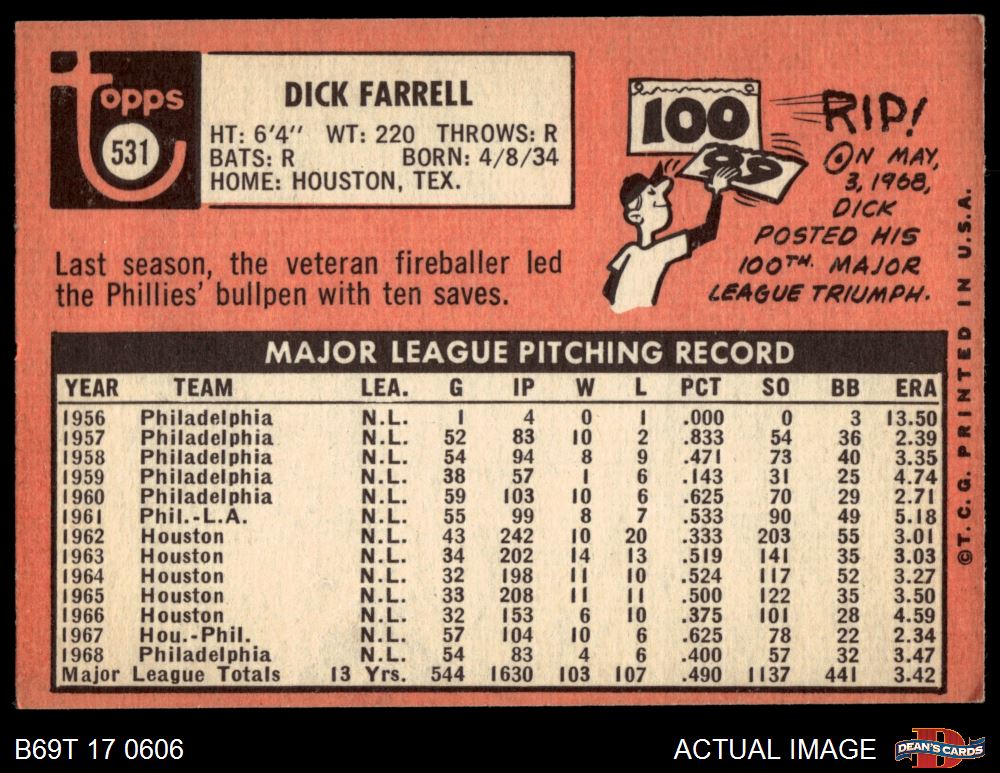 Topps
531
DICK FARRELL
HT: 6'4" WT: 220 THROWS: R
BATS: R BORN: 4/8/34
HOME: HOUSTON, TEX.
Last season, the veteran fireballer led
the Phillies' bullpen with ten saves.
100
99
RIP!
ON MAY,
3, 1968,
DICK
POSTED HIS
100TH. MAJOR
LEAGUE TRIUMPH.
MAJOR LEAGUE PITCHING RECORD
YEAR TEAM LEA. G IP W L PCT SO BB ERA
1956 Philadelphia N.L. 1 4 0 1 .000 0 3 13.50
1957 Philadelphia N.L. 52 83 10 2 .833 54 36 2.39
1958 Philadelphia N.L. 54 94 8 9 .471 73 40 3.35
1959 Philadelphia N.L. 38 57 1 6 .143 31 25 4.74
1960 Philadelphia N.L. 59 103 10 6 .625 70 29 2.71
1961 Phil.-L.A. N.L. 55 99 8 7 .533 90 49 5.18
1962 Houston N.L. 43 242 10 20 .333 203 55 3.01
1963 Houston N.L. 34 202 14 13 .519 141 35 3.03
1964 Houston N.L. 32 198 11 10 .524 117 52 3.27
1965 Houston N.L. 33 208 11 11 .500 122 35 3.50
1966 Houston N.L. 32 153 6 10 .375 101 28 4.59
1967 Hou.-Phil. N.L. 57 104 10 6 .625 78 22 2.34
1968 Philadelphia N.L. 54 83 4 6 .400 57 32 3.47
Major League Totals 13 Yrs. 544 1630 103 107 .490 1137 441 3.42
©T. C. G. PRINTED IN U.S.A.
B69T 17 0606
ACTUAL IMAGE
DEAN'S CARDS